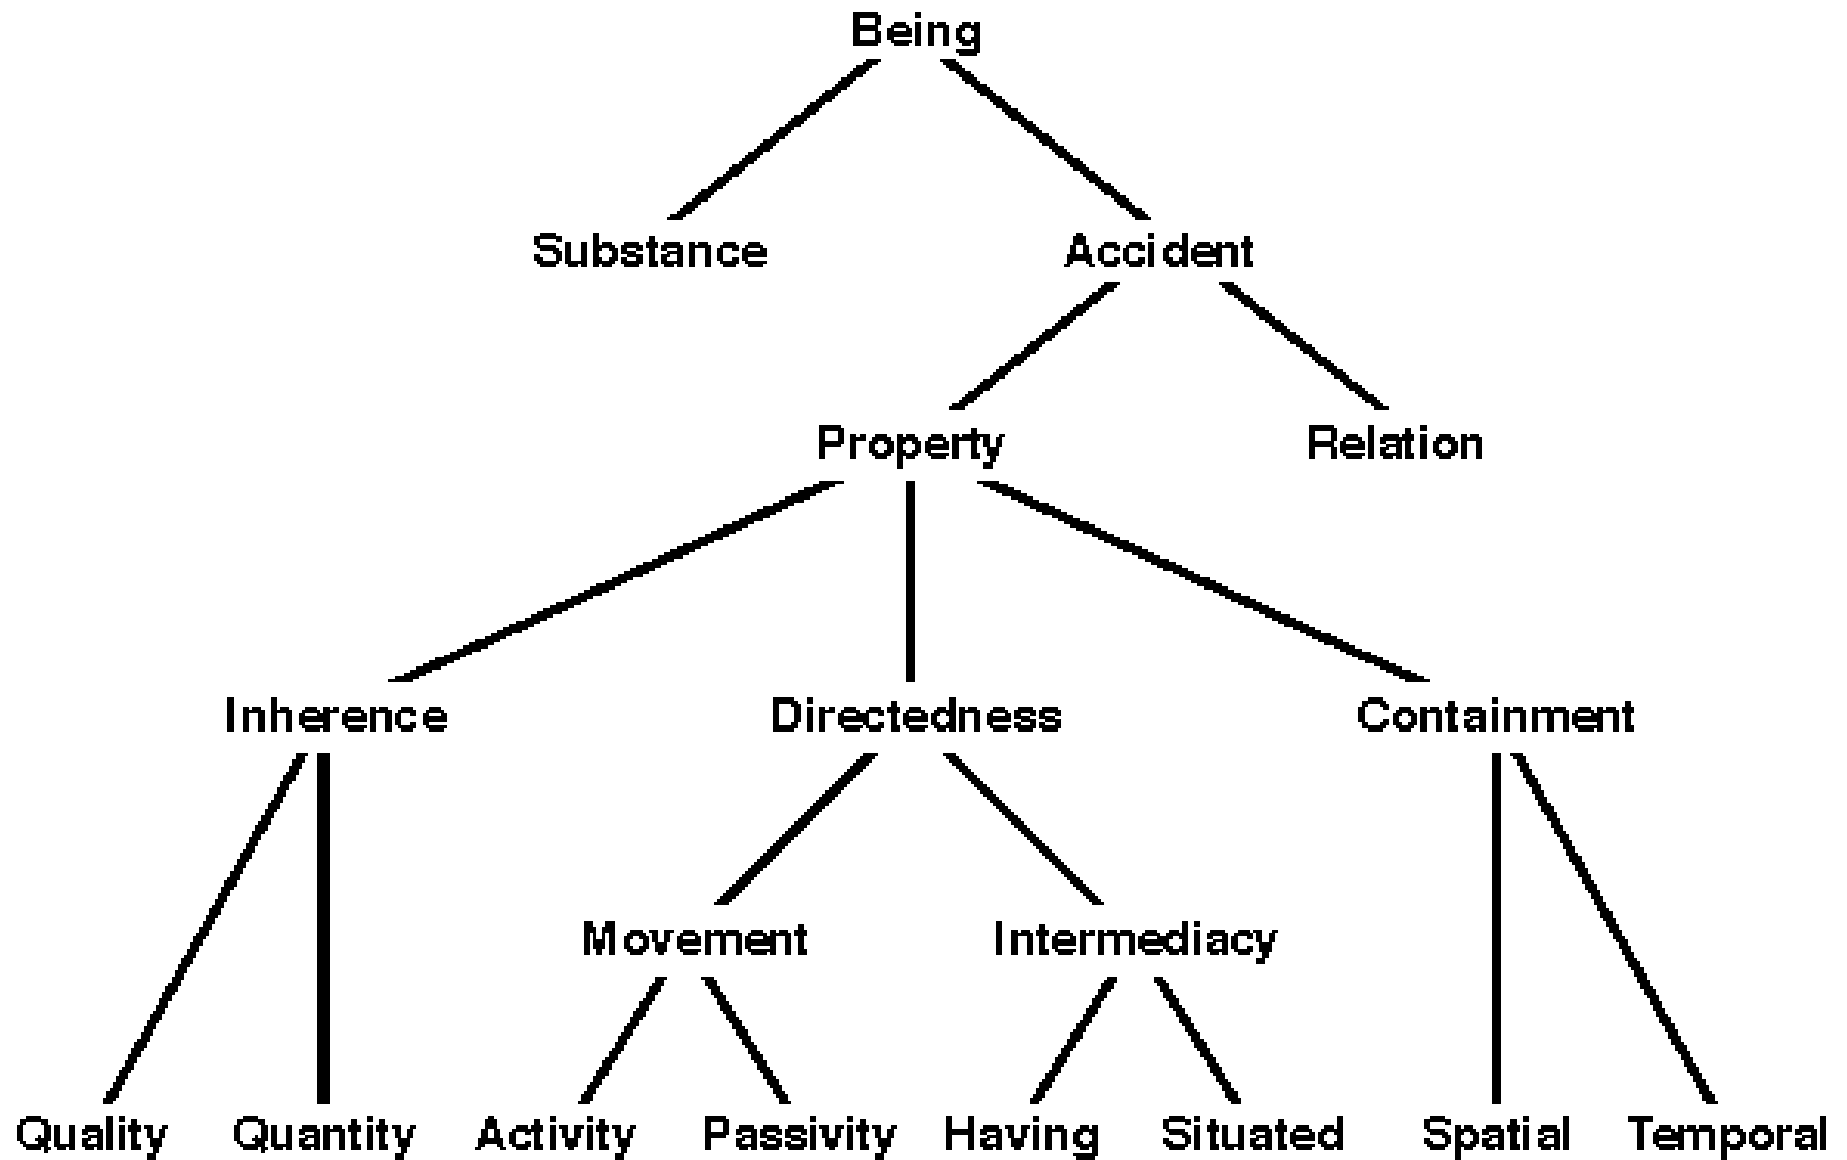 Being
Substance Accident
Property Relation
Inherence Directedness Containment
Movement Intermediacy
Quality Quantity Activity Passivity Having Situated Spatial Temporal